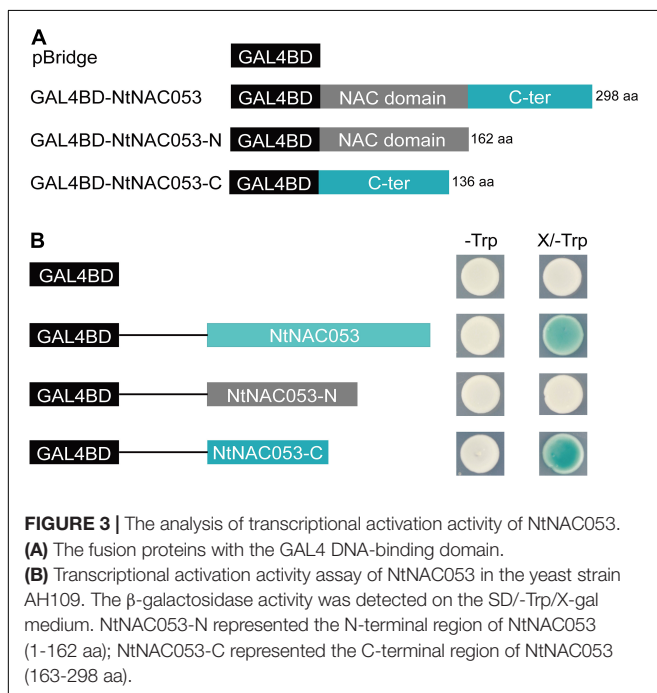 A
pBridge GAL4BD
GAL4BD-NtNAC053 GAL4BD NAC domain C-ter 298 aa
GAL4BD-NtNAC053-N GAL4BD NAC domain 162 aa
GAL4BD-NtNAC053-C GAL4BD C-ter 136 aa
B -Trp X/-Trp
GAL4BD
GAL4BD NtNAC053
GAL4BD NtNAC053-N
GAL4BD NtNAC053-C
FIGURE 3 | The analysis of transcriptional activation activity of NtNAC053.
(A) The fusion proteins with the GAL4 DNA-binding domain.
(B) Transcriptional activation activity assay of NtNAC053 in the yeast strain
AH109. The β-galactosidase activity was detected on the SD/-Trp/X-gal
medium. NtNAC053-N represented the N-terminal region of NtNAC053
(1-162 aa); NtNAC053-C represented the C-terminal region of NtNAC053
(163-298 aa).